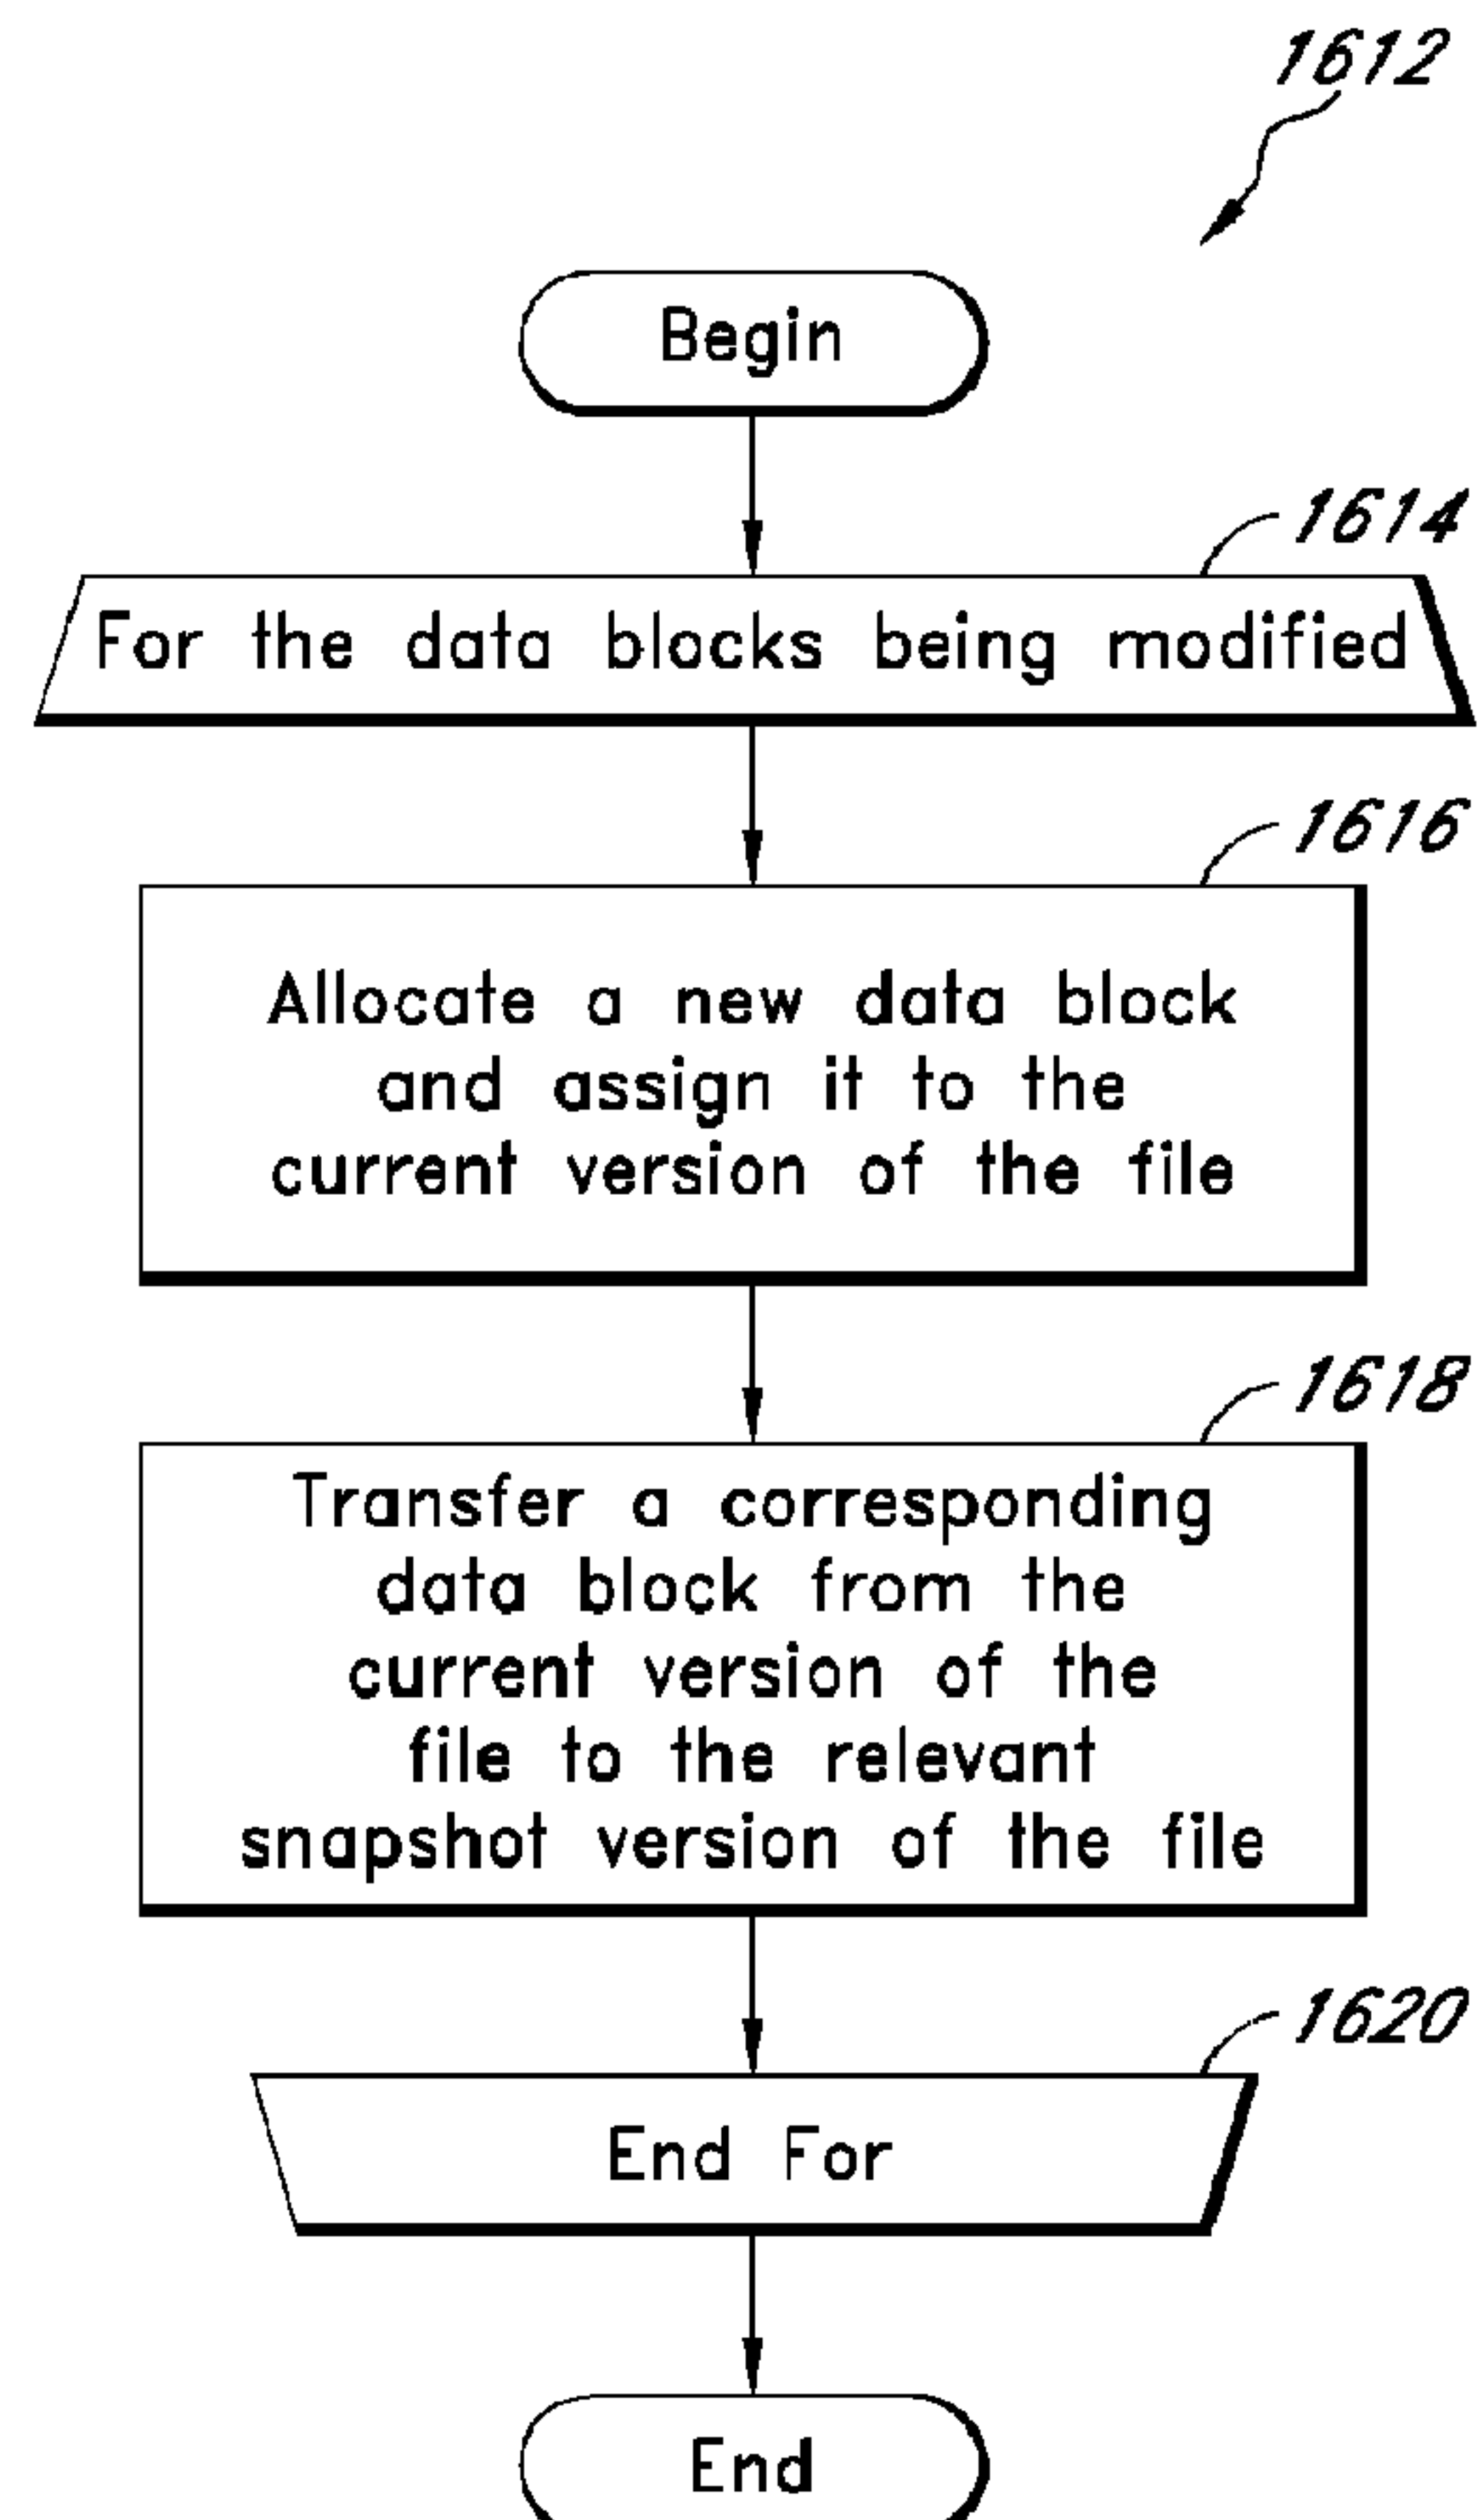 1612
Begin
1614
For the data blocks being modified
1616
Allocate a new data block
and assign it to the
current version of the file
1618
Transfer a corresponding
data block from the
current version of the
file to the relevant
snapshot version of the file
1620
End For
End